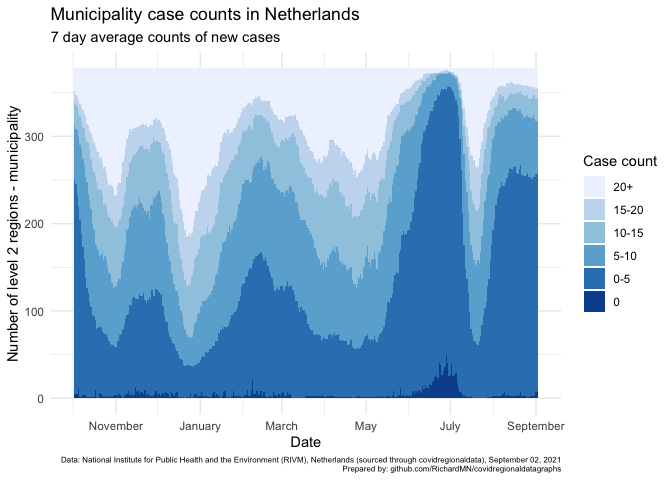 Municipality case counts in Netherlands
7 day average counts of new cases
Number of level 2 regions - municipality
300
200
100
0
November January March May July September
Date
Case count
20+
15-20
10-15
5-10
0-5
0
Data: National Institute for Public Health and the Environment (RIVM), Netherlands (sourced through covidregionaldata), September 02, 2021
Prepared by: github.com/RichardMN/covidregionaldatagraphs